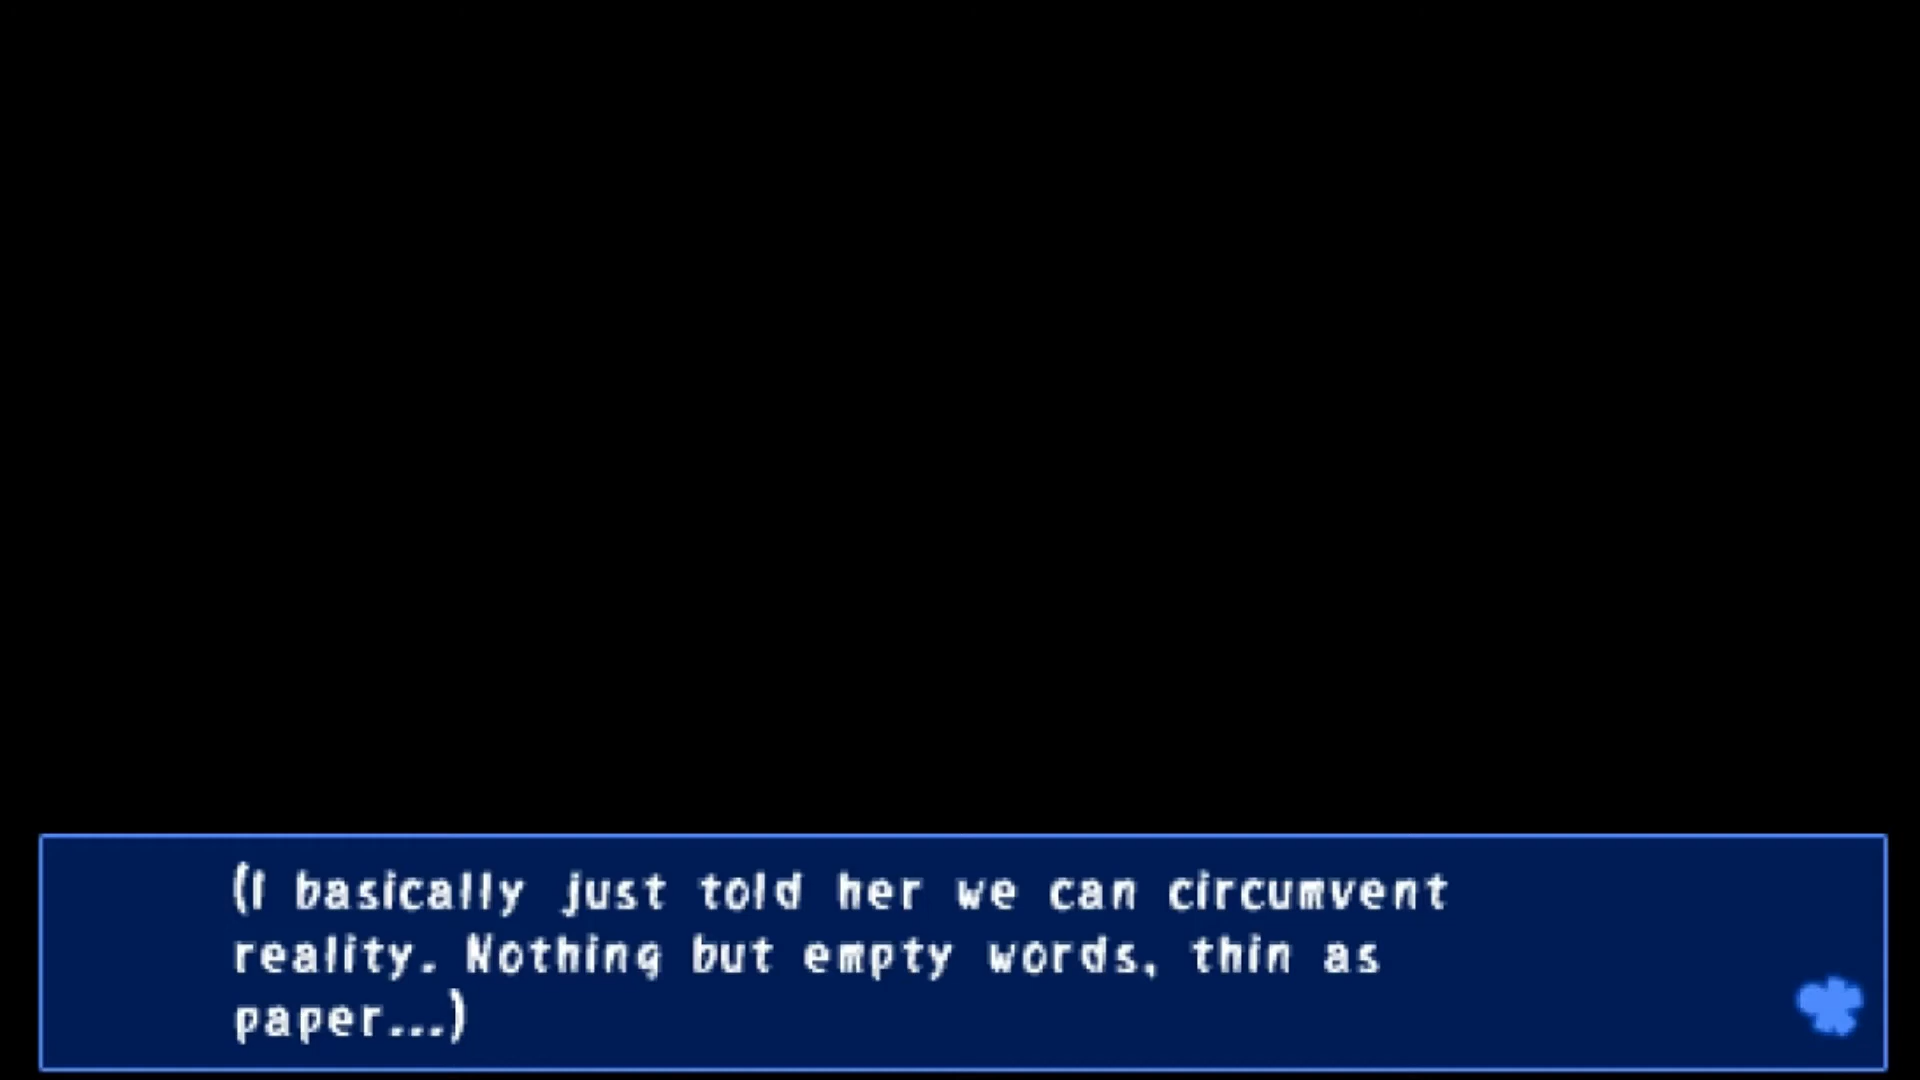 (I basically just told her we can circumvent
reality. Nothing but empty words, thin as
paper...)